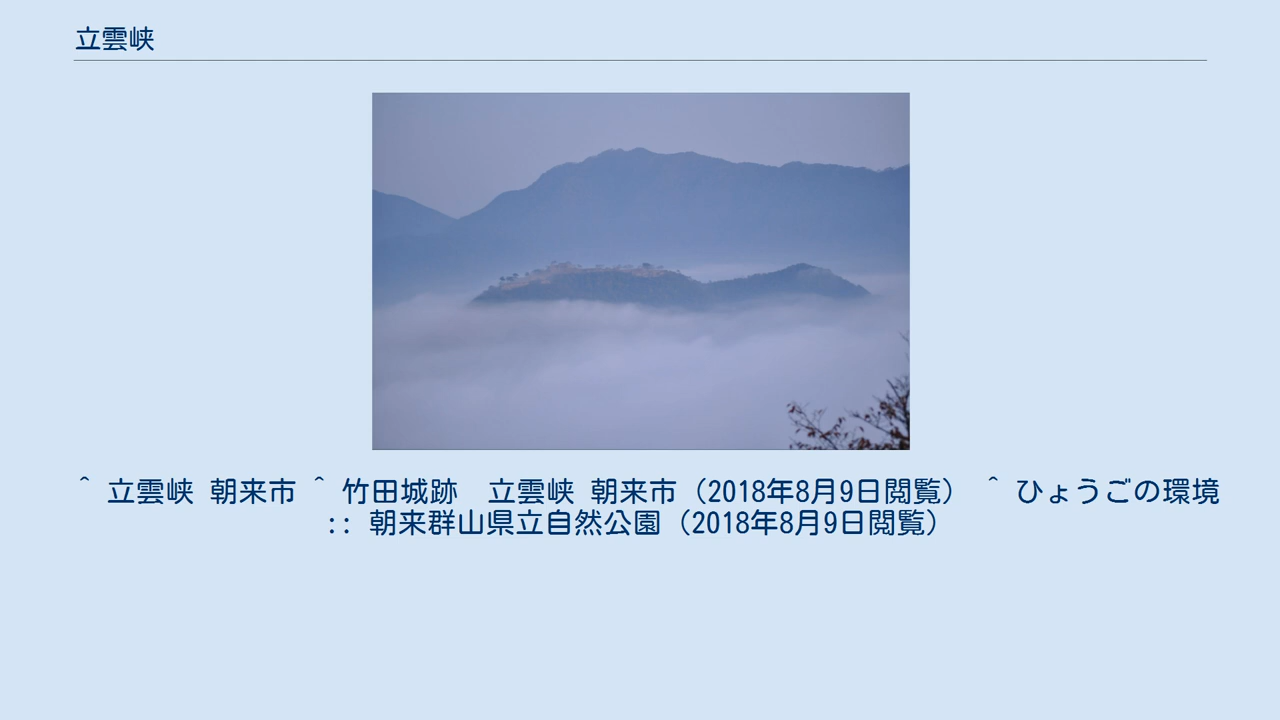 立雲峡
^ 立雲峡 朝来市 ^ 竹田城跡　立雲峡 朝来市（2018年8月9日閲覧） ^ ひょうごの環境
:: 朝来群山県立自然公園（2018年8月9日閲覧）